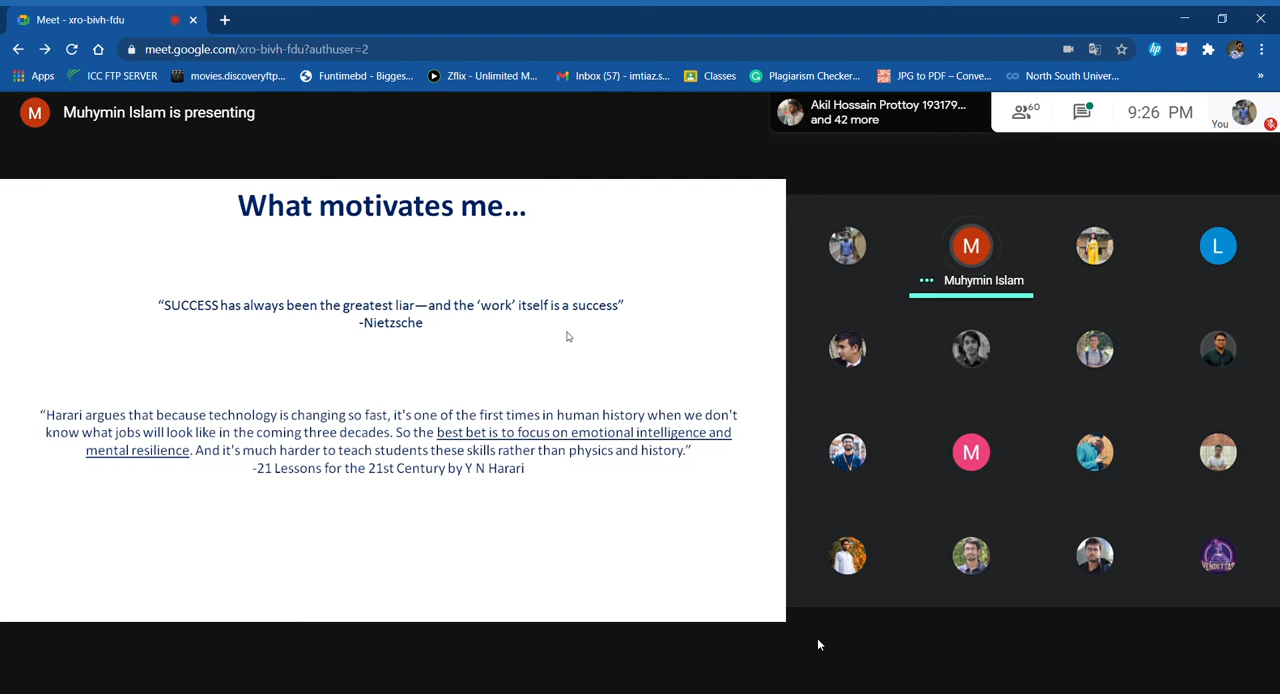 Meet - xro-bivh-fdu
meet.google.com/xro-bivh-fdu?authuser=2
Apps
ICC FTP SERVER
movies.discoveryftp...
Funtimebd - Bigges...
Zflix - Unlimited M...
Inbox (57) - imtiaz.s...
Classes
Plagiarism Checker...
JPG to PDF – Conve...
North South Univer...
»
M
Muhymin Islam is presenting
Akil Hossain Prottoy 193179...
and 42 more
60
9:26 PM
You
What motivates me...
“SUCCESS has always been the greatest liar—and the ‘work’ itself is a success”
-Nietzsche
“Harari argues that because technology is changing so fast, it's one of the first times in human history when we don't
know what jobs will look like in the coming three decades. So the best bet is to focus on emotional intelligence and
mental resilience. And it's much harder to teach students these skills rather than physics and history.”
-21 Lessons for the 21st Century by Y N Harari
M
L
Muhymin Islam
M
VENDETTA